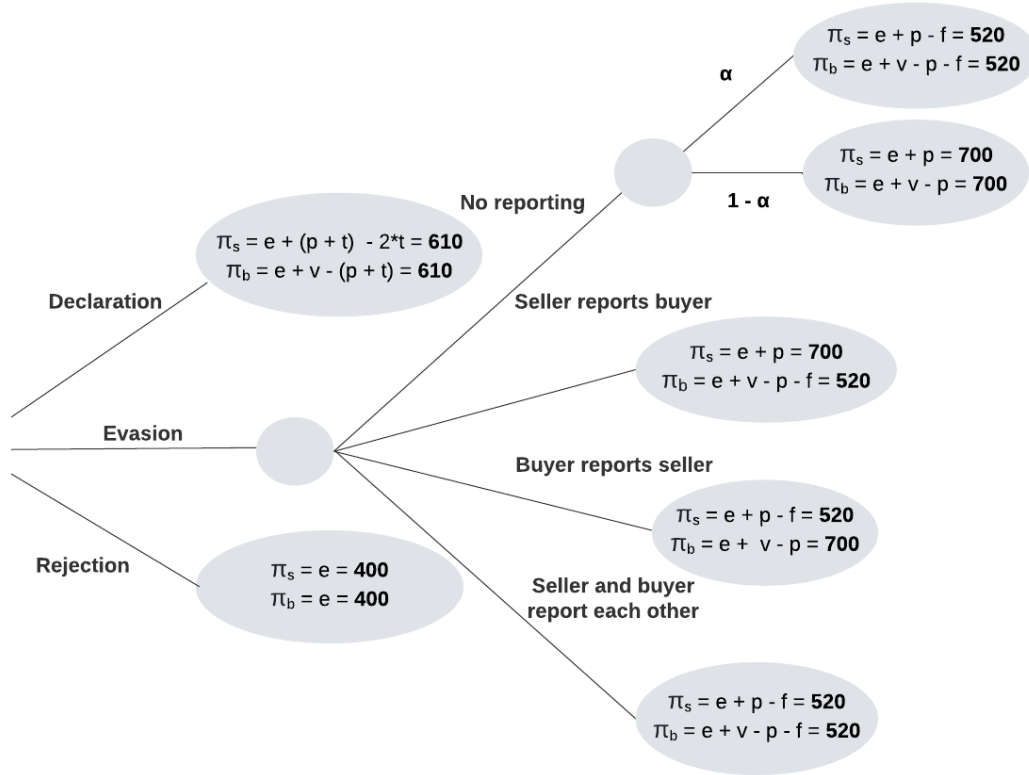 πs = e + p - f = 520
πb = e + v - p - f = 520
α
πs = e + p = 700
πb = e + v - p = 700
1 - α
No reporting
πs = e + (p + t)  - 2*t = 610
πb = e + v - (p + t) = 610
Declaration
Seller reports buyer
πs = e + p = 700
πb = e + v - p - f = 520
Evasion
Buyer reports seller
πs = e + p - f = 520
πb = e +  v - p = 700
Rejection
πs = e = 400
πb = e = 400
Seller and buyer
report each other
πs = e + p - f = 520
πb = e + v - p - f = 520